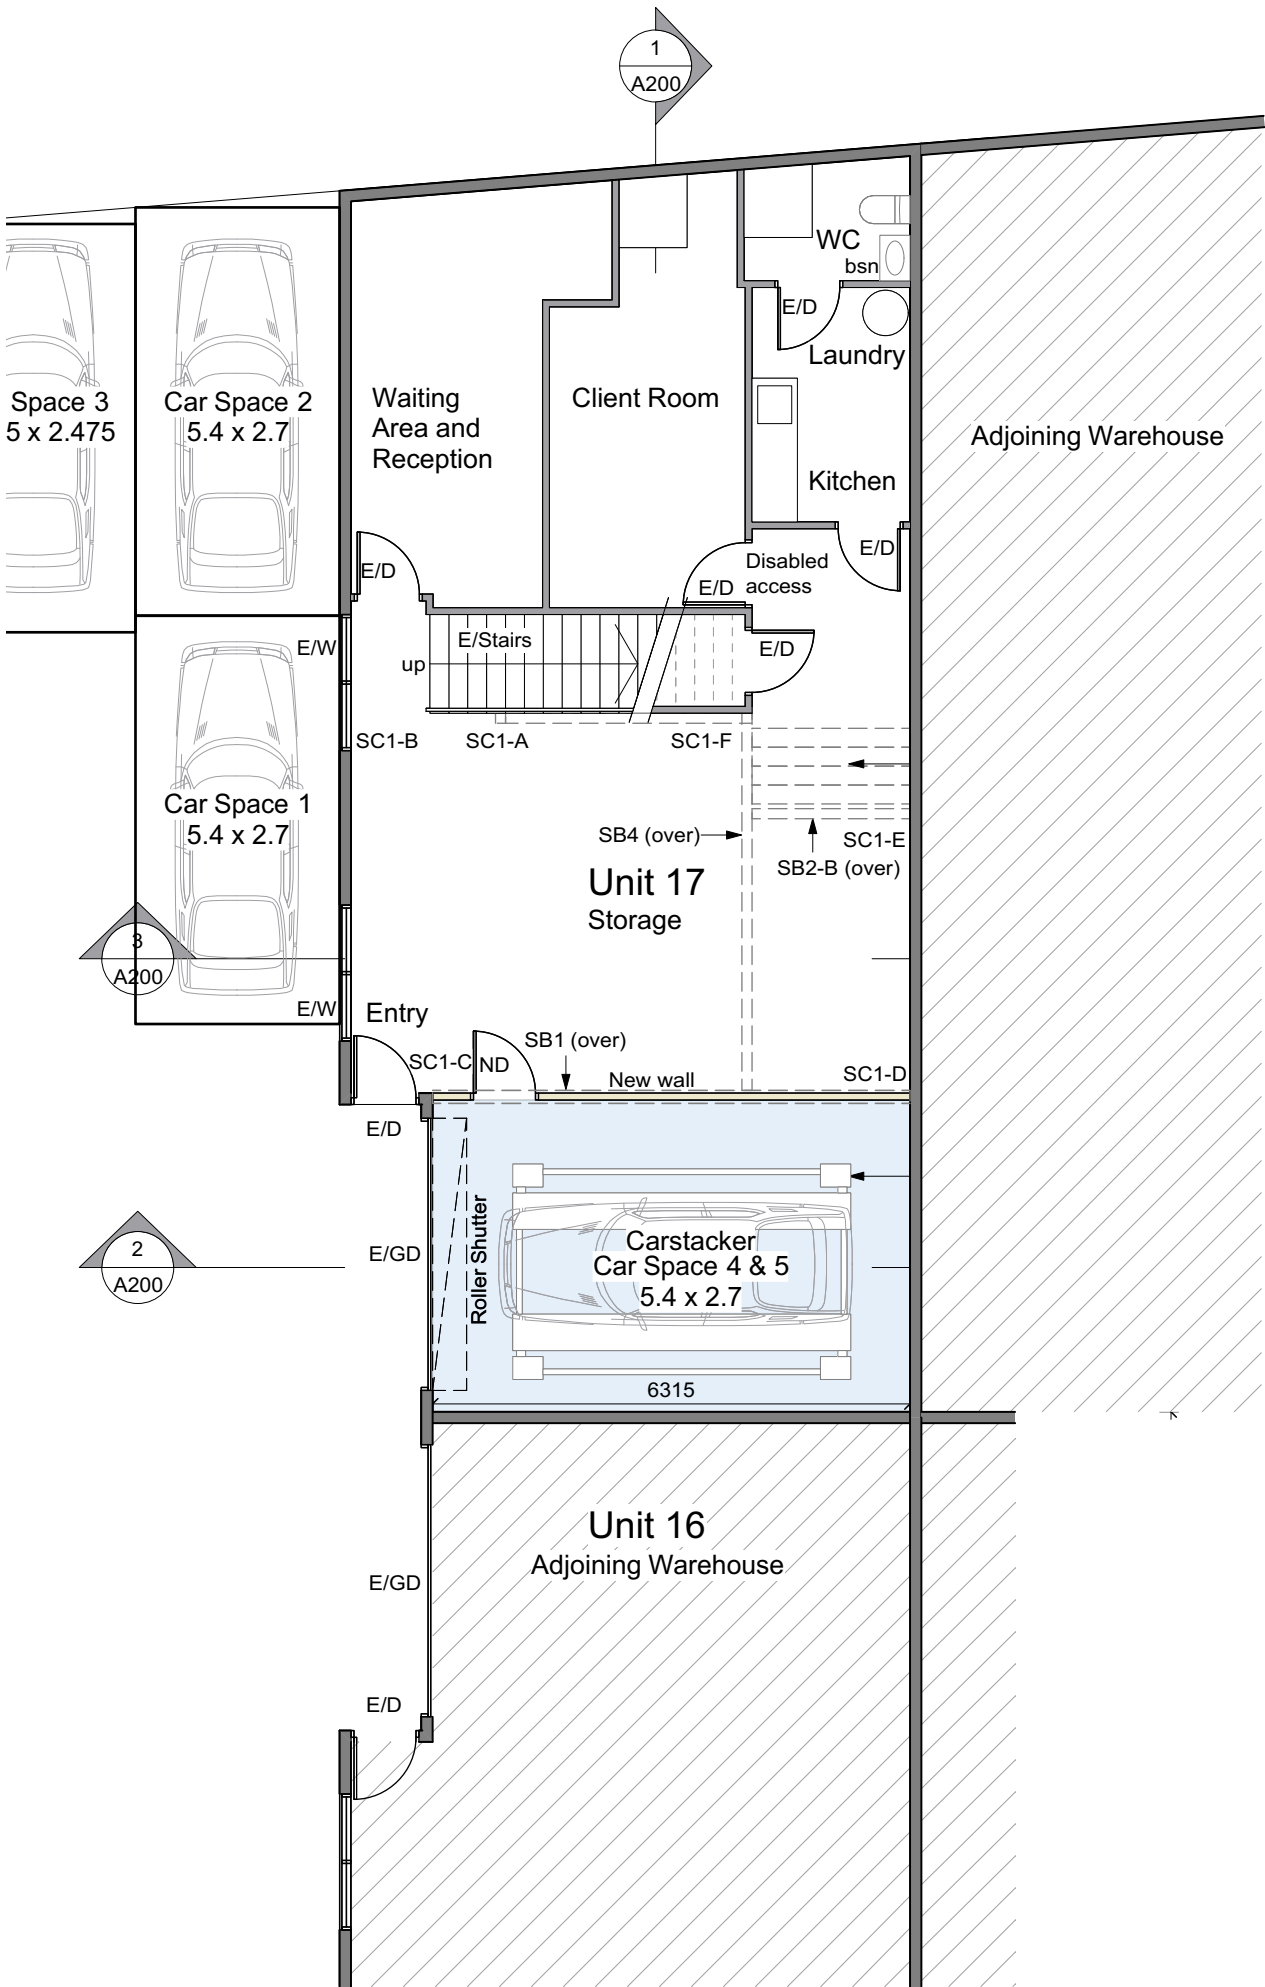 1
A200
WC
bsn
E/D
Laundry
Space 3
5 x 2.475
Car Space 2
5.4 x 2.7
Waiting
Area and
Reception
Client Room
Adjoining Warehouse
Kitchen
E/D
E/D
Disabled
access
E/D
E/W
up
E/Stairs
E/D
SC1-B
SC1-A
SC1-F
Car Space 1
5.4 x 2.7
SB4 (over)
SC1-E
SB2-B (over)
Unit 17
Storage
3
A200
E/W
Entry
SC1-C
ND
SB1 (over)
New wall
SC1-D
E/D
Roller Shutter
2
A200
E/GD
Carstacker
Car Space 4 & 5
5.4 x 2.7
6315
Unit 16
Adjoining Warehouse
E/GD
E/D